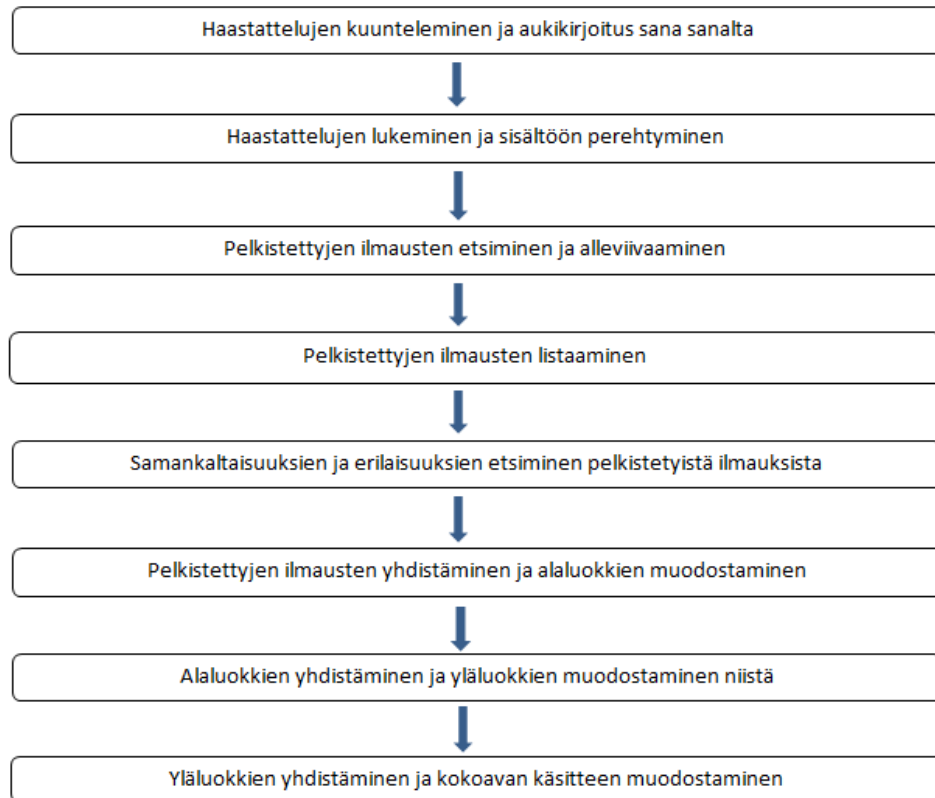 Haastattelujen kuunteleminen ja aukikirjoitus sana sanalta
Haastattelujen lukeminen ja sisältöön perehtyminen
Pelkistettyjen ilmausten etsiminen ja alleviivaaminen
Pelkistettyjen ilmausten listaaminen
Samankaltaisuuksien ja erilaisuuksien etsiminen pelkistetyistä ilmauksista
Pelkistettyjen ilmausten yhdistäminen ja alaluokkien muodostaminen
Alaluokkien yhdistäminen ja yläluokkien muodostaminen niistä
Yläluokkien yhdistäminen ja kokoavan käsitteen muodostaminen